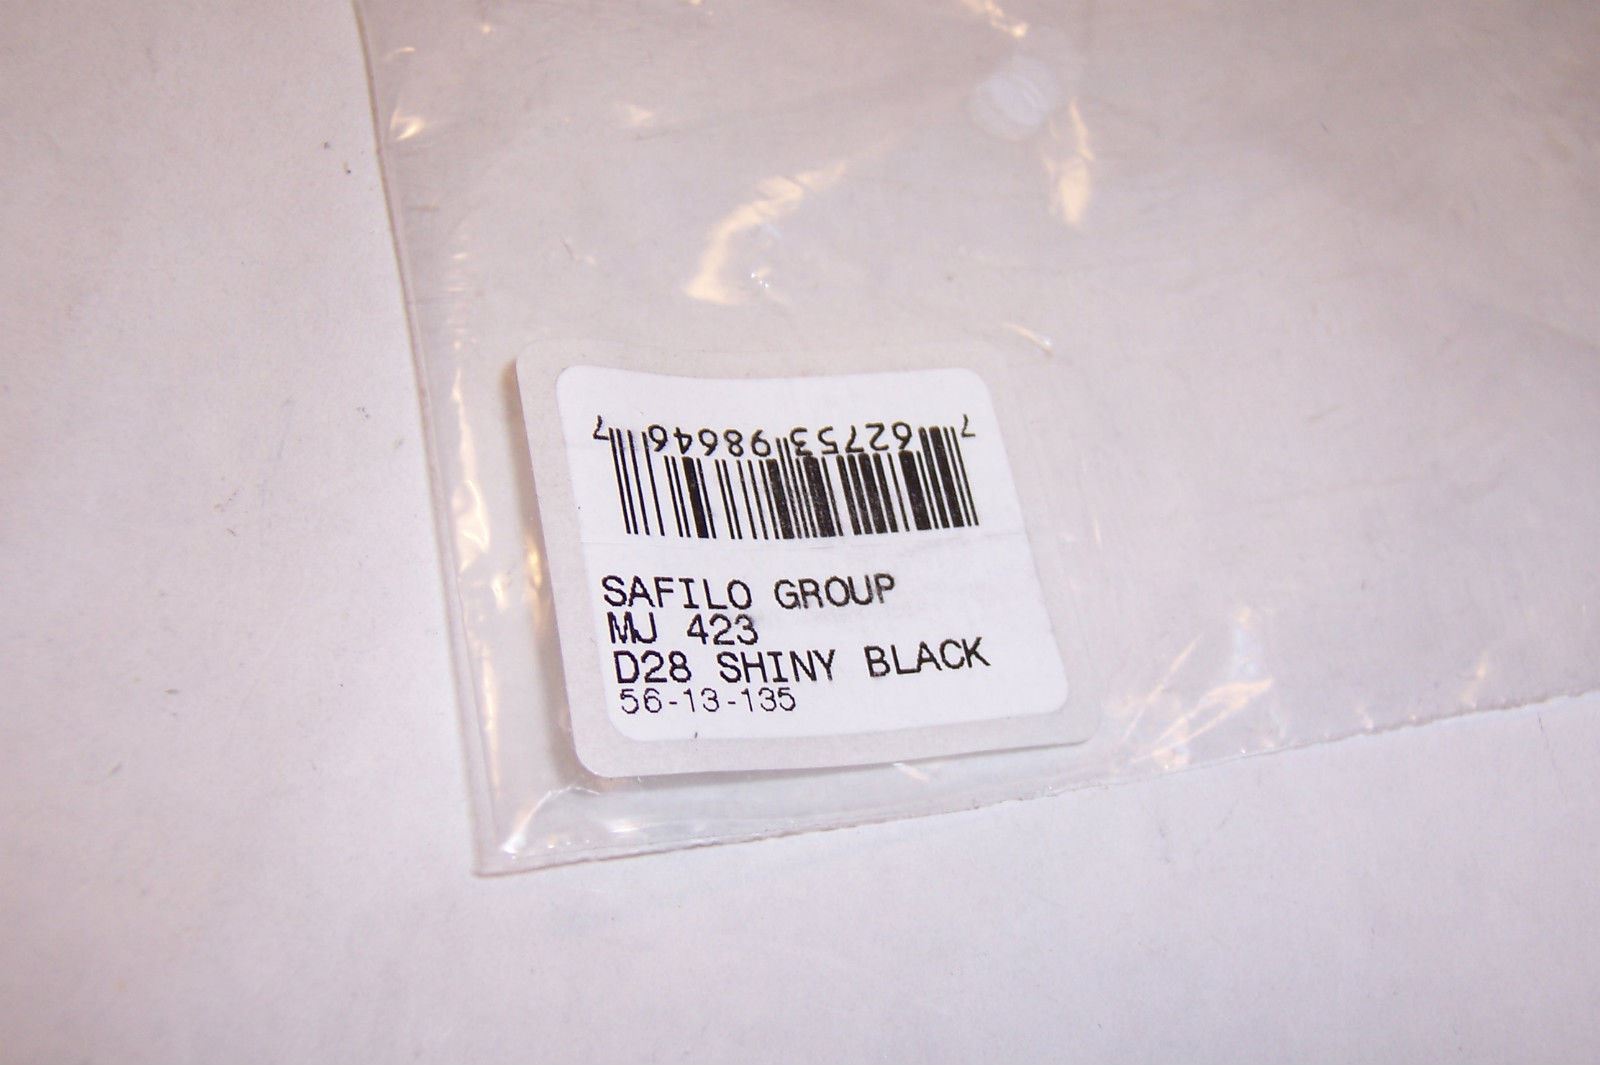 7 62753 98646 7
SAFILO GROUP
MJ 423
D28 SHINY BLACK
56-13-135